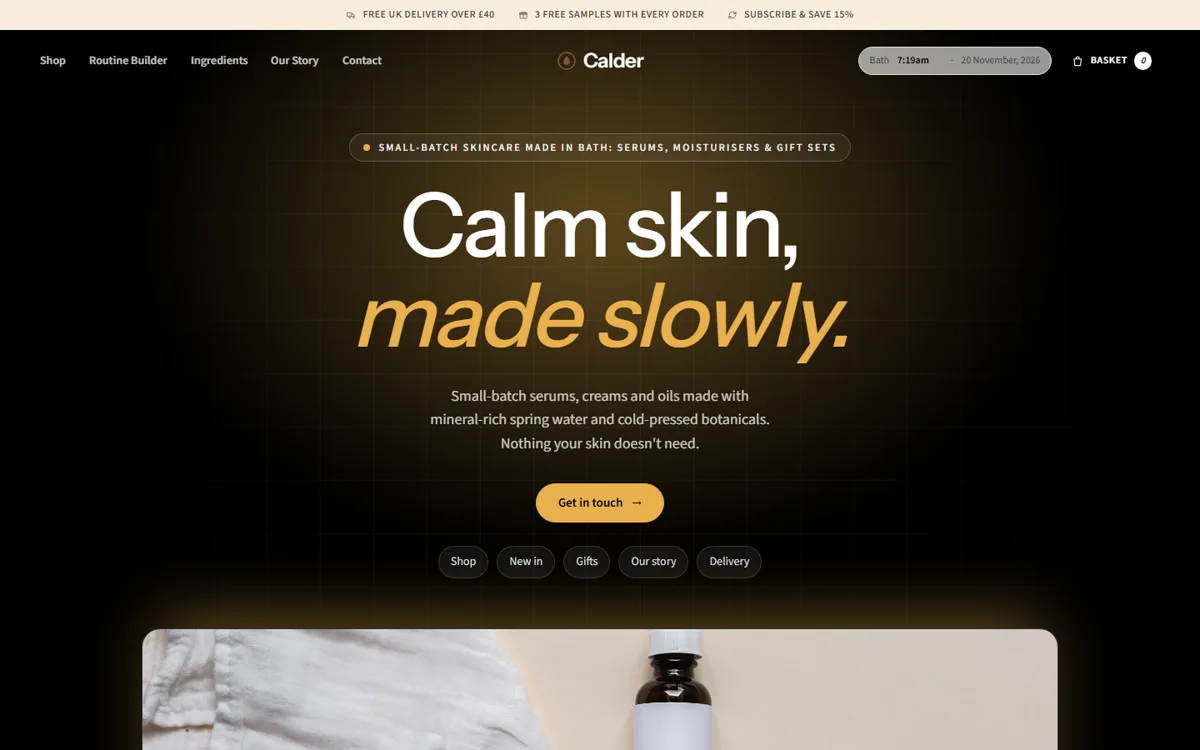 FREE UK DELIVERY OVER £40
3 FREE SAMPLES WITH EVERY ORDER
SUBSCRIBE & SAVE 15%
Shop
Routine Builder
Ingredients
Our Story
Contact
Calder
Bath 7:19am - 20 November, 2026
BASKET 0
SMALL-BATCH SKINCARE MADE IN BATH: SERUMS, MOISTURISERS & GIFT SETS
Calm skin,
made slowly.
Small-batch serums, creams and oils made with
mineral-rich spring water and cold-pressed botanicals.
Nothing your skin doesn't need.
Get in touch →
Shop
New in
Gifts
Our story
Delivery